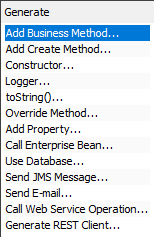 Generate
Add Business Method...
Add Create Method...
Constructor...
Logger...
toString()...
Override Method...
Add Property...
Call Enterprise Bean...
Use Database...
Send JMS Message...
Send E-mail...
Call Web Service Operation...
Generate REST Client...